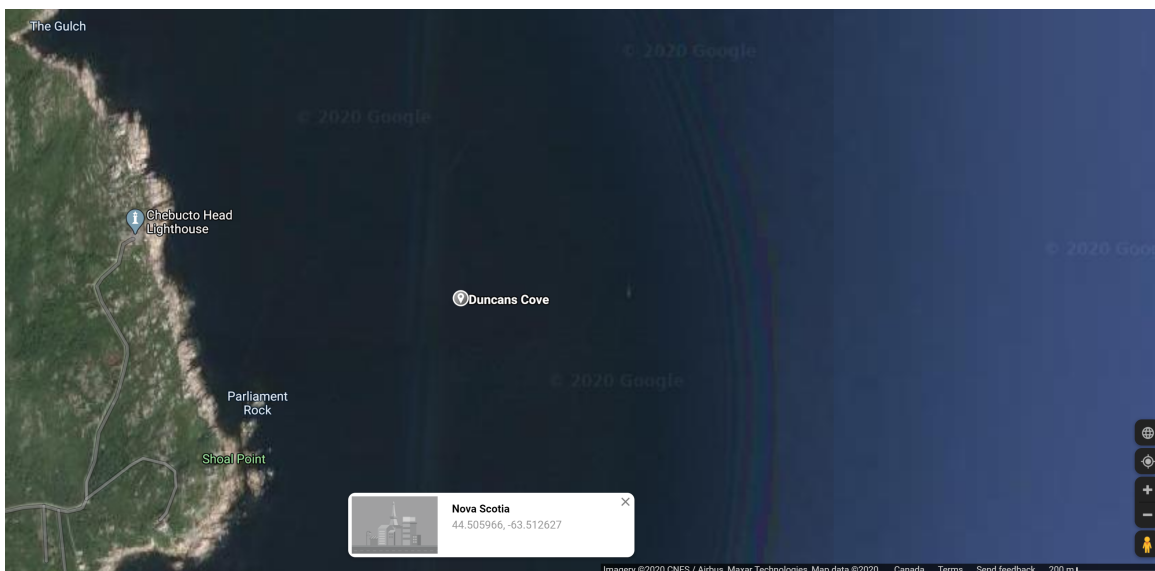 The Gulch
© 2020 Google
© 2020 Google
Chebucto Head
Lighthouse
© 2020 Goo
Duncans Cove
© 2020 Google
Parliament
Rock
Shoal Point
Nova Scotia
44.505966, -63.512627
Imagery ©2020 CNES / Airbus, Maxar Technologies, Map data ©2020 Canada Terms Send feedback 200 m